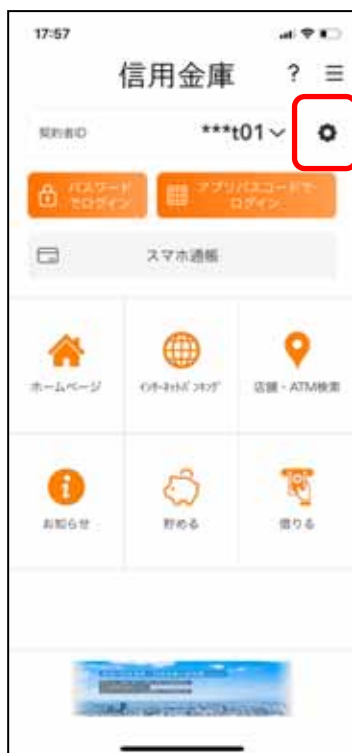 17:57
信用金庫 ?
契約者ID ***t01
パスワード
でログイン
アプリパスコードで
ログイン
スマホ通帳
ホームページ
インターネットバンキング
店舗・ATM検索
お知らせ
貯める
借りる